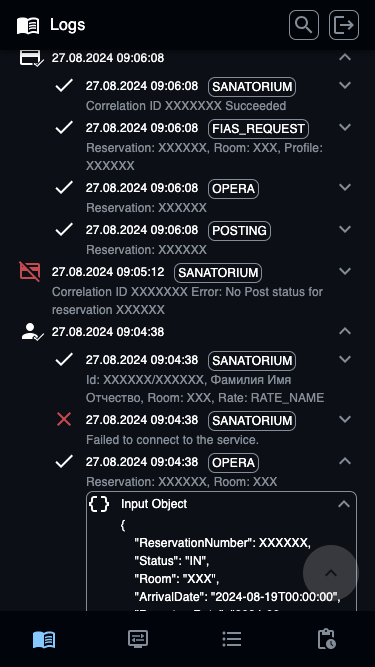 Logs
27.08.2024 09:06:08
27.08.2024 09:06:08 SANATORIUM
Correlation ID XXXXXXX Succeeded
27.08.2024 09:06:08 FIAS_REQUEST
Reservation: XXXXXX, Room: XXX, Profile:
XXXXXX
27.08.2024 09:06:08 OPERA
Reservation: XXXXXX
27.08.2024 09:06:08 POSTING
Reservation: XXXXXX
27.08.2024 09:05:12 SANATORIUM
Correlation ID XXXXXXX Error: No Post status for
reservation XXXXXX
27.08.2024 09:04:38
27.08.2024 09:04:38 SANATORIUM
Id: XXXXXX/XXXXXX, Фамилия Имя
Отчество, Room: XXX, Rate: RATE_NAME
27.08.2024 09:04:38 SANATORIUM
Failed to connect to the service.
27.08.2024 09:04:38 OPERA
Reservation: XXXXXX, Room: XXX
{} Input Object
{
"ReservationNumber": XXXXXX,
"Status": "IN",
"Room": "XXX",
"ArrivalDate": "2024-08-19T00:00:00",